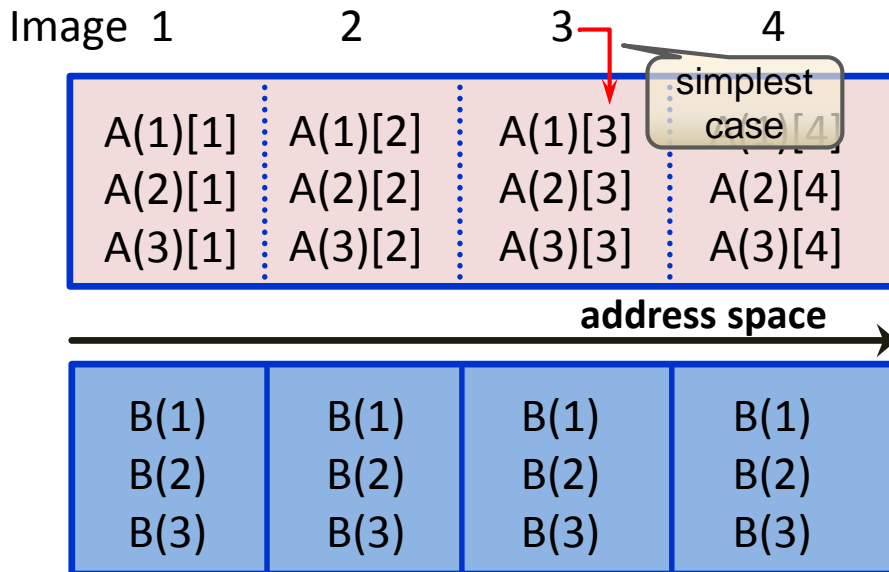 Image 1 2 3 4
simplest
case
A(1)[1] A(1)[2] A(1)[3] A(1)[4]
A(2)[1] A(2)[2] A(2)[3] A(2)[4]
A(3)[1] A(3)[2] A(3)[3] A(3)[4]
address space
B(1) B(1) B(1) B(1)
B(2) B(2) B(2) B(2)
B(3) B(3) B(3) B(3)